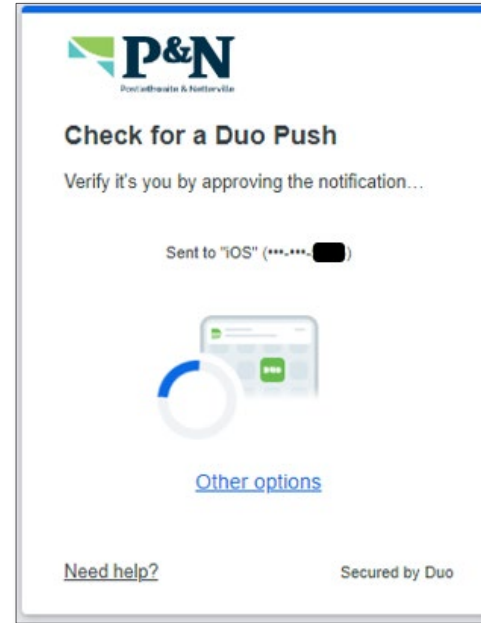 P&N
Postlethwaite & Netterville
Check for a Duo Push
Verify it's you by approving the notification...
Sent to "iOS" (•••-•••-)
Other options
Need help?
Secured by Duo